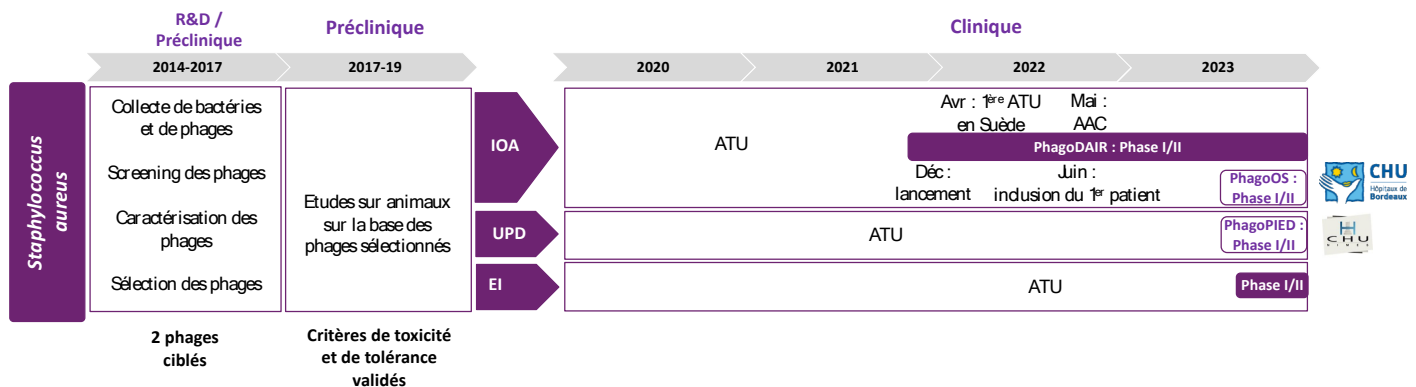 R&D /
Préclinique
Préclinique
Clinique
2014-2017
2017-19
2020
2021
2022
2023
Staphylococcus
aureus
Collecte de bactéries
et de phages
Screening des phages
Caractérisation des
phages
Sélection des phages
Etudes sur animaux
sur la base des
phages sélectionnés
IOA
ATU
Avr : 1ère ATU
en Suède
Mai :
AAC
PhagoDAIR : Phase I/II
Déc :
lancement
Juin :
inclusion du 1er patient
PhagoOS :
Phase I/II
CHU
Hôpitaux de
Bordeaux
UPD
ATU
PhagoPIED :
Phase I/II
CHU
EI
ATU
Phase I/II
2 phages
ciblés
Critères de toxicité
et de tolérance
validés